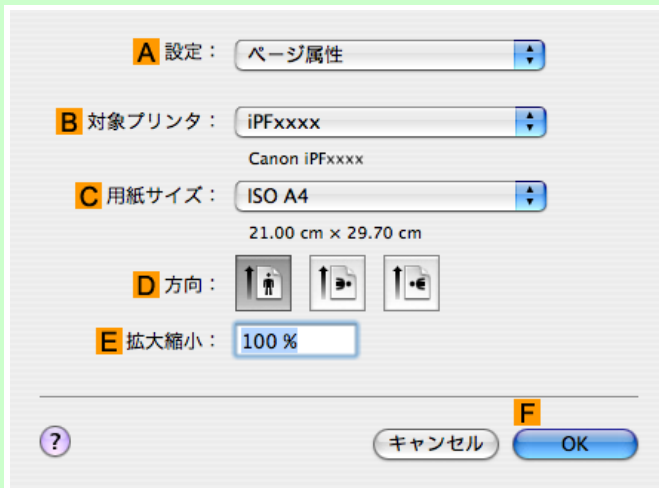 A 設定： ページ属性
B 対象プリンタ： iPFxxxx
Canon iPFxxxx
C 用紙サイズ： ISO A4
21.00 cm × 29.70 cm
D 方向：
E 拡大縮小： 100 %
F
? キャンセル OK